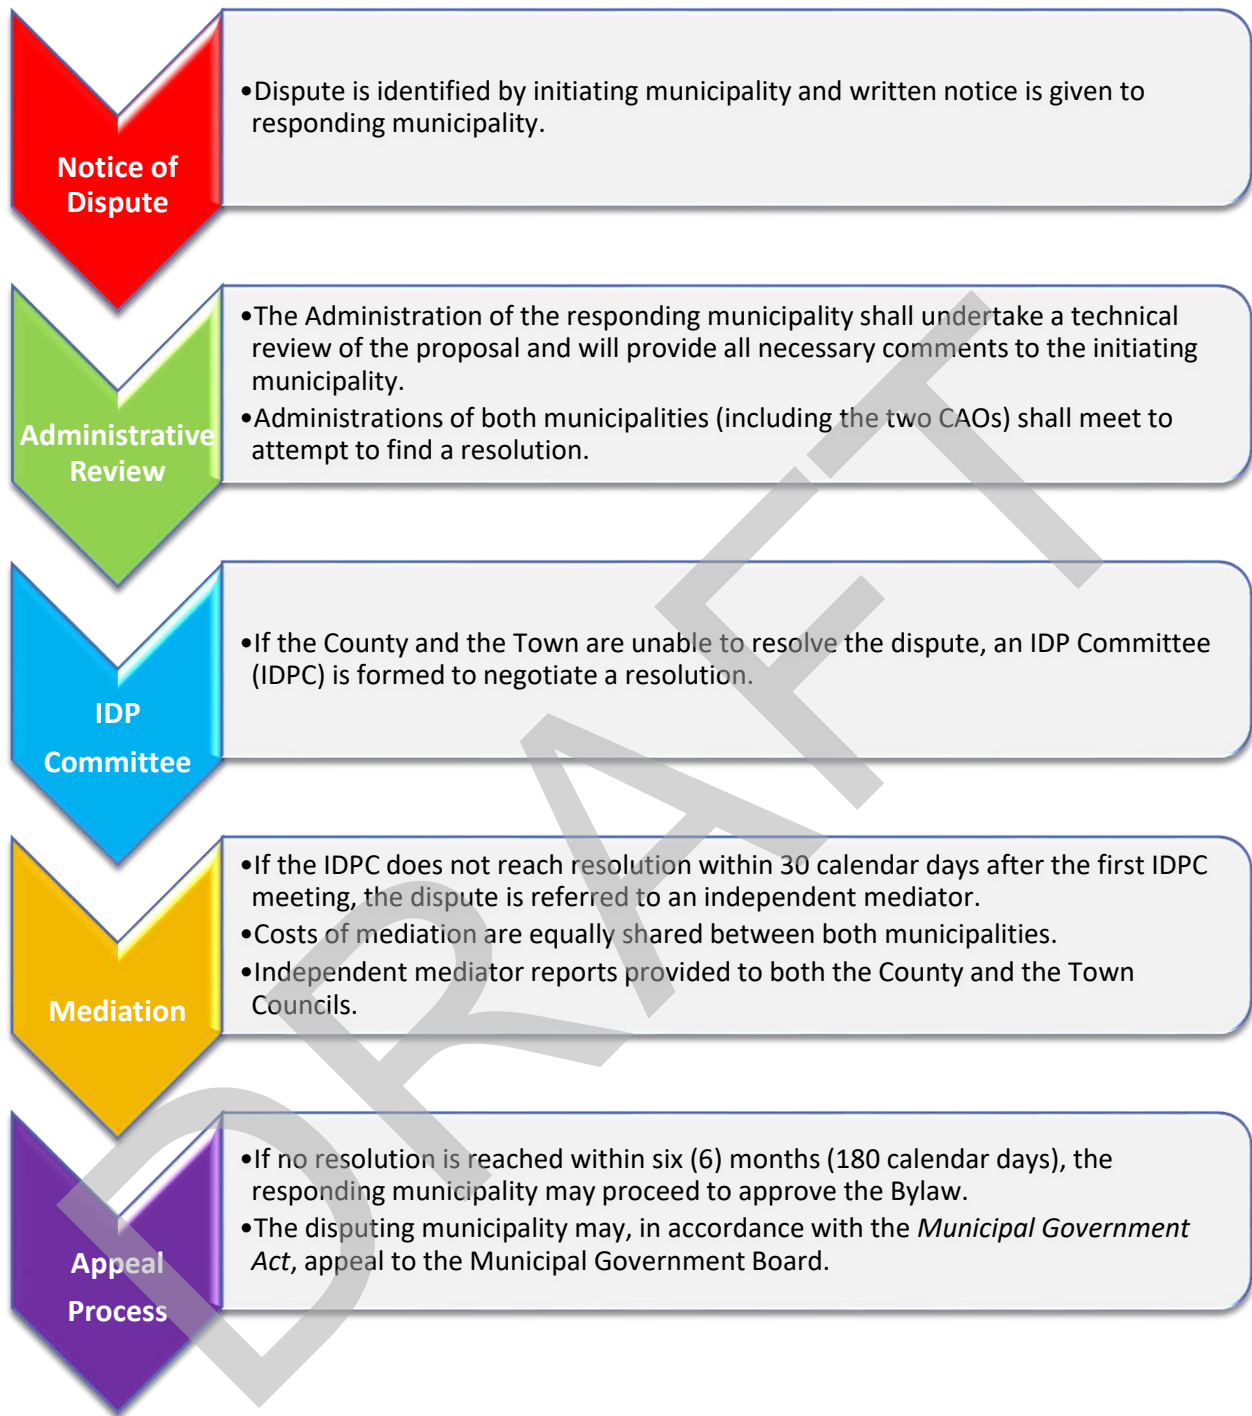 Notice of
Dispute
•Dispute is identified by initiating municipality and written notice is given to
responding municipality.
Administrative
Review
•The Administration of the responding municipality shall undertake a technical
review of the proposal and will provide all necessary comments to the initiating
municipality.
•Administrations of both municipalities (including the two CAOs) shall meet to
attempt to find a resolution.
IDP
Committee
•If the County and the Town are unable to resolve the dispute, an IDP Committee
(IDPC) is formed to negotiate a resolution.
Mediation
•If the IDPC does not reach resolution within 30 calendar days after the first IDPC
meeting, the dispute is referred to an independent mediator.
•Costs of mediation are equally shared between both municipalities.
•Independent mediator reports provided to both the County and the Town
Councils.
Appeal
Process
•If no resolution is reached within six (6) months (180 calendar days), the
responding municipality may proceed to approve the Bylaw.
•The disputing municipality may, in accordance with the Municipal Government
Act, appeal to the Municipal Government Board.
DRAFT